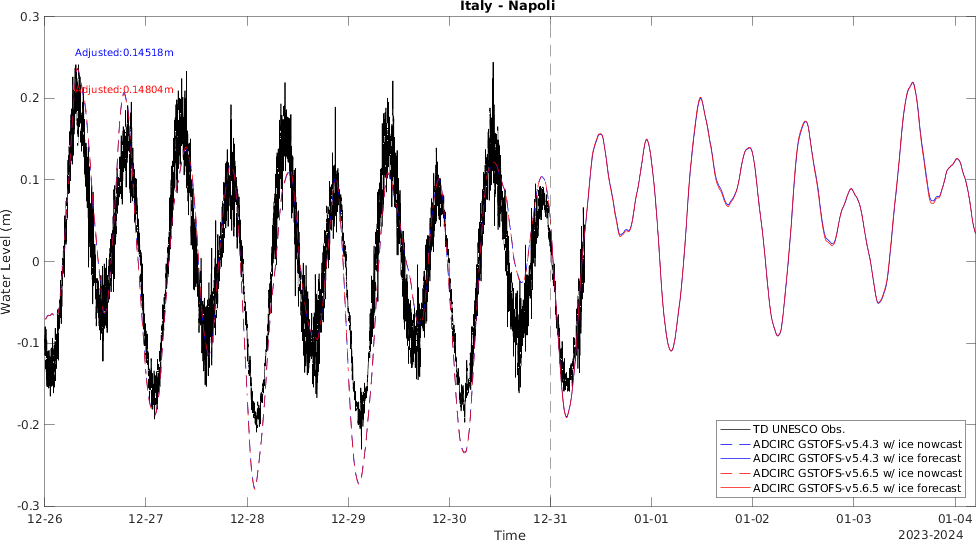 Italy - Napoli
Adjusted:0.14518m
Adjusted:0.14804m
Water Level (m)
0.3
0.2
0.1
0
-0.1
-0.2
-0.3
12-26
12-27
12-28
12-29
12-30
12-31
01-01
01-02
01-03
01-04
Time
2023-2024
TD UNESCO Obs.
ADCIRC GSTOFS-v5.4.3 w/ ice nowcast
ADCIRC GSTOFS-v5.4.3 w/ ice forecast
ADCIRC GSTOFS-v5.6.5 w/ ice nowcast
ADCIRC GSTOFS-v5.6.5 w/ ice forecast